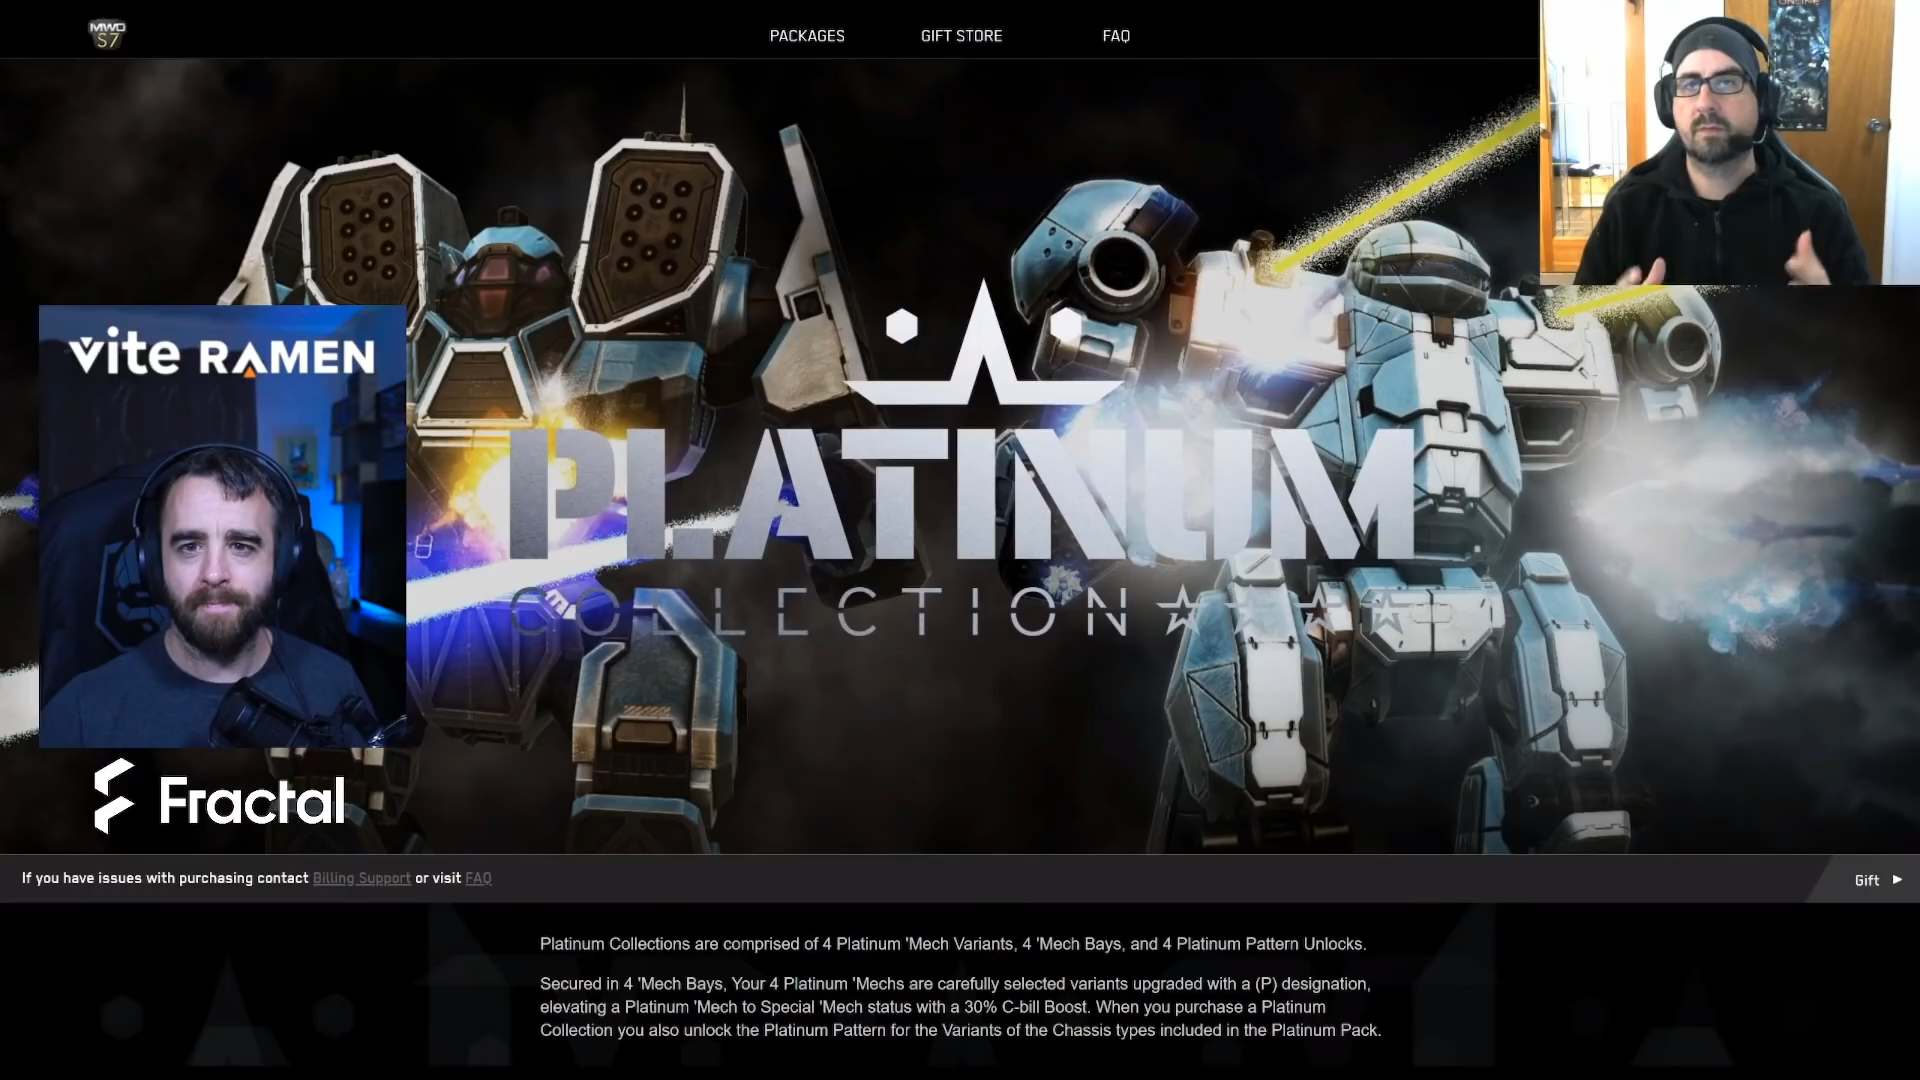 MWO
S7
PACKAGES
GIFT STORE
FAQ
ONLINE
vite RAMEN
PLATINUM
COLLECTION
Fractal
If you have issues with purchasing contact Billing Support or visit FAQ
Gift
Platinum Collections are comprised of 4 Platinum 'Mech Variants, 4 'Mech Bays, and 4 Platinum Pattern Unlocks.
Secured in 4 'Mech Bays, Your 4 Platinum 'Mechs are carefully selected variants upgraded with a (P) designation,
elevating a Platinum 'Mech to Special 'Mech status with a 30% C-bill Boost. When you purchase a Platinum
Collection you also unlock the Platinum Pattern for the Variants of the Chassis types included in the Platinum Pack.